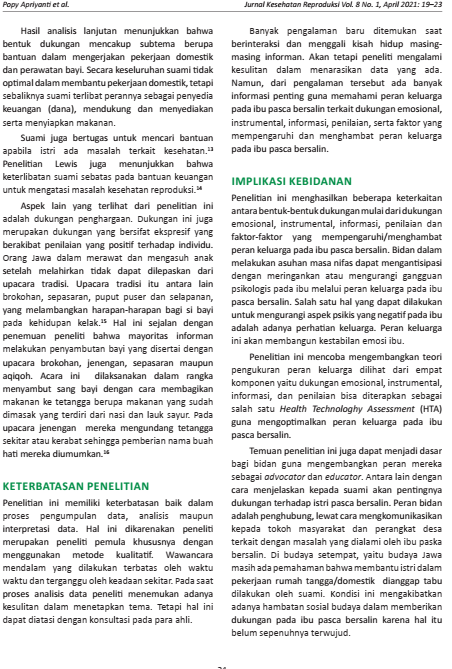 Popy Apriyanti et al.
Jurnal Kesehatan Reproduksi Vol. 8 No. 1, April 2021: 19–23
Hasil analisis lanjutan menunjukkan bahwa
bentuk dukungan mencakup subtema berupa
bantuan dalam mengerjakan pekerjaan domestik
dan perawatan bayi. Secara keseluruhan suami tidak
optimal dalam membantu pekerjaan domestik, tetapi
sebaliknya suami terlibat perannya sebagai penyedia
keuangan (dana), mendukung dan menyediakan
serta menyiapkan makanan.
Suami juga bertugas untuk mencari bantuan
apabila istri ada masalah terkait kesehatan.¹³
Penelitian Lewis juga menunjukkan bahwa
keterlibatan suami sebatas pada bantuan keuangan
untuk mengatasi masalah kesehatan reproduksi.¹⁴
Aspek lain yang terlihat dari penelitian ini
adalah dukungan penghargaan. Dukungan ini juga
merupakan dukungan yang bersifat ekspresif yang
berakibat penilaian yang positif terhadap individu.
Orang Jawa dalam merawat dan mengasuh anak
setelah melahirkan tidak dapat dilepaskan dari
upacara tradisi. Upacara tradisi itu antara lain
brokohan, sepasaran, puput puser dan selapanan,
yang melambangkan harapan-harapan bagi si bayi
pada kehidupan kelak.¹⁵ Hal ini sejalan dengan
penemuan peneliti bahwa mayoritas informan
melakukan penyambutan bayi yang disertai dengan
upacara brokohan, jenengan, sepasaran maupun
aqiqoh. Acara ini dilaksanakan dalam rangka
menyambut sang bayi dengan cara membagikan
makanan ke tetangga berupa makanan yang sudah
dimasak yang terdiri dari nasi dan lauk sayur. Pada
upacara jenengan mereka mengundang tetangga
sekitar atau kerabat sehingga pemberian nama buah
hati mereka diumumkan.¹⁶
KETERBATASAN PENELITIAN
Penelitian ini memiliki keterbatasan baik dalam
proses pengumpulan data, analisis maupun
interpretasi data. Hal ini dikarenakan peneliti
merupakan peneliti pemula khususnya dengan
menggunakan metode kualitatif. Wawancara
mendalam yang dilakukan terbatas oleh waktu
waktu dan terganggu oleh keadaan sekitar. Pada saat
proses analisis data peneliti menemukan adanya
kesulitan dalam menetapkan tema. Tetapi hal ini
dapat diatasi dengan konsultasi pada para ahli.
Banyak pengalaman baru ditemukan saat
berinteraksi dan menggali kisah hidup masing-
masing informan. Akan tetapi peneliti mengalami
kesulitan dalam menarasikan data yang ada.
Namun, dari pengalaman tersebut ada banyak
informasi penting guna memahami peran keluarga
pada ibu pasca bersalin terkait dukungan emosional,
instrumental, informasi, penilaian, serta faktor yang
mempengaruhi dan menghambat peran keluarga
pada ibu pasca bersalin.
IMPLIKASI KEBIDANAN
Penelitian ini menghasilkan beberapa keterkaitan
antara bentuk-bentuk dukungan mulai dari dukungan
emosional, instrumental, informasi, penilaian dan
faktor-faktor yang mempengaruhi/menghambat
peran keluarga pada ibu pasca bersalin. Bidan dalam
melakukan asuhan masa nifas dapat mengantisipasi
dengan meringankan atau mengurangi gangguan
psikologis pada ibu melalui peran keluarga pada ibu
pasca bersalin. Salah satu hal yang dapat dilakukan
untuk mengurangi aspek psikis yang negatif pada ibu
adalah adanya perhatian keluarga. Peran keluarga
ini akan membangun kestabilan emosi ibu.
Penelitian ini mencoba mengembangkan teori
pengukuran peran keluarga dilihat dari empat
komponen yaitu dukungan emosional, instrumental,
informasi, dan penilaian bisa diterapkan sebagai
salah satu Health Technologhy Assessment (HTA)
guna mengoptimalkan peran keluarga pada ibu
pasca bersalin.
Temuan penelitian ini juga dapat menjadi dasar
bagi bidan guna mengembangkan peran mereka
sebagai advocator dan educator. Antara lain dengan
cara menjelaskan kepada suami akan pentingnya
dukungan terhadap istri pasca bersalin. Peran bidan
adalah penghubung, lewat cara mengkomunikasikan
kepada tokoh masyarakat dan perangkat desa
terkait dengan masalah yang dialami oleh ibu paska
bersalin. Di budaya setempat, yaitu budaya Jawa
masih ada pemahaman bahwa membantu istri dalam
pekerjaan rumah tangga/domestik dianggap tabu
dilakukan oleh suami. Kondisi ini mengakibatkan
adanya hambatan sosial budaya dalam memberikan
dukungan pada ibu pasca bersalin karena hal itu
belum sepenuhnya terwujud.